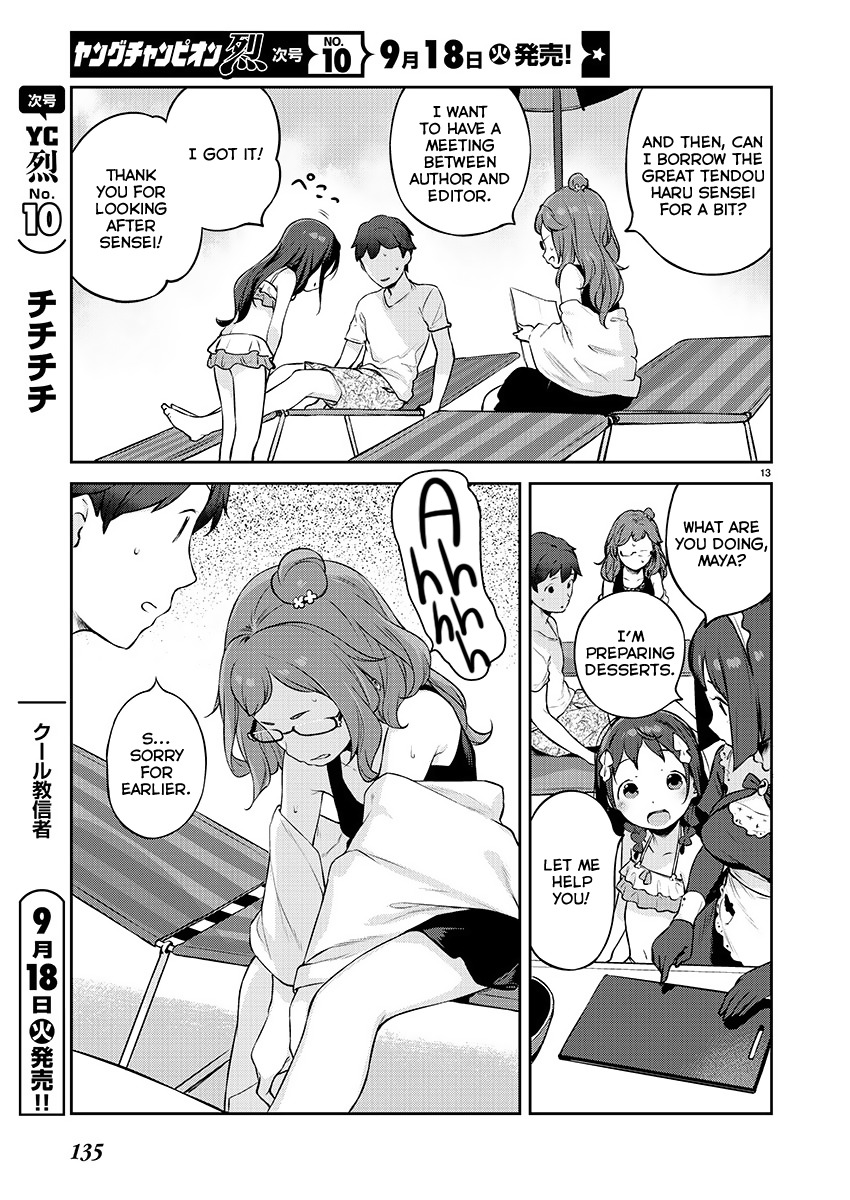 ヤングチャンピオン烈 次号 NO.10 9月18日(火)発売!
次号
YC
烈
No.
10
チチチチ
クール教信者
9月18日(火)発売!!
AND THEN, CAN
I BORROW THE
GREAT TENDOU
HARU SENSEI
FOR A BIT?
I WANT
TO HAVE A
MEETING
BETWEEN
AUTHOR AND
EDITOR.
I GOT IT!
THANK
YOU FOR
LOOKING
AFTER
SENSEI!
ペこっ
13
WHAT ARE
YOU DOING,
MAYA?
I'M
PREPARING
DESSERTS.
LET ME
HELP
YOU!
Ahhhhh
S...
SORRY
FOR
EARLIER.
135